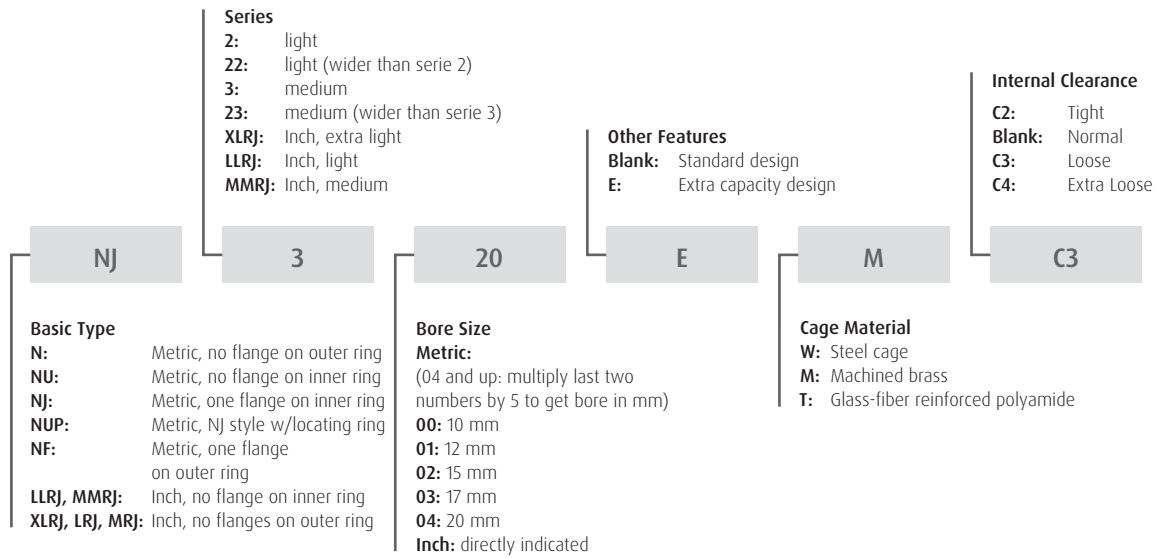 Series
2: light
22: light (wider than serie 2)
3: medium
23: medium (wider than serie 3)
XLRJ: Inch, extra light
LLRJ: Inch, light
MMRJ: Inch, medium
Other Features
Blank: Standard design
E: Extra capacity design
Internal Clearance
C2: Tight
Blank: Normal
C3: Loose
C4: Extra Loose
NJ 3 20 E M C3
Basic Type
N: Metric, no flange on outer ring
NU: Metric, no flange on inner ring
NJ: Metric, one flange on inner ring
NUP: Metric, NJ style w/locating ring
NF: Metric, one flange
on outer ring
LLRJ, MMRJ: Inch, no flange on inner ring
XLRJ, LRJ, MRJ: Inch, no flanges on outer ring
Bore Size
Metric:
(04 and up: multiply last two
numbers by 5 to get bore in mm)
00: 10 mm
01: 12 mm
02: 15 mm
03: 17 mm
04: 20 mm
Inch: directly indicated
Cage Material
W: Steel cage
M: Machined brass
T: Glass-fiber reinforced polyamide